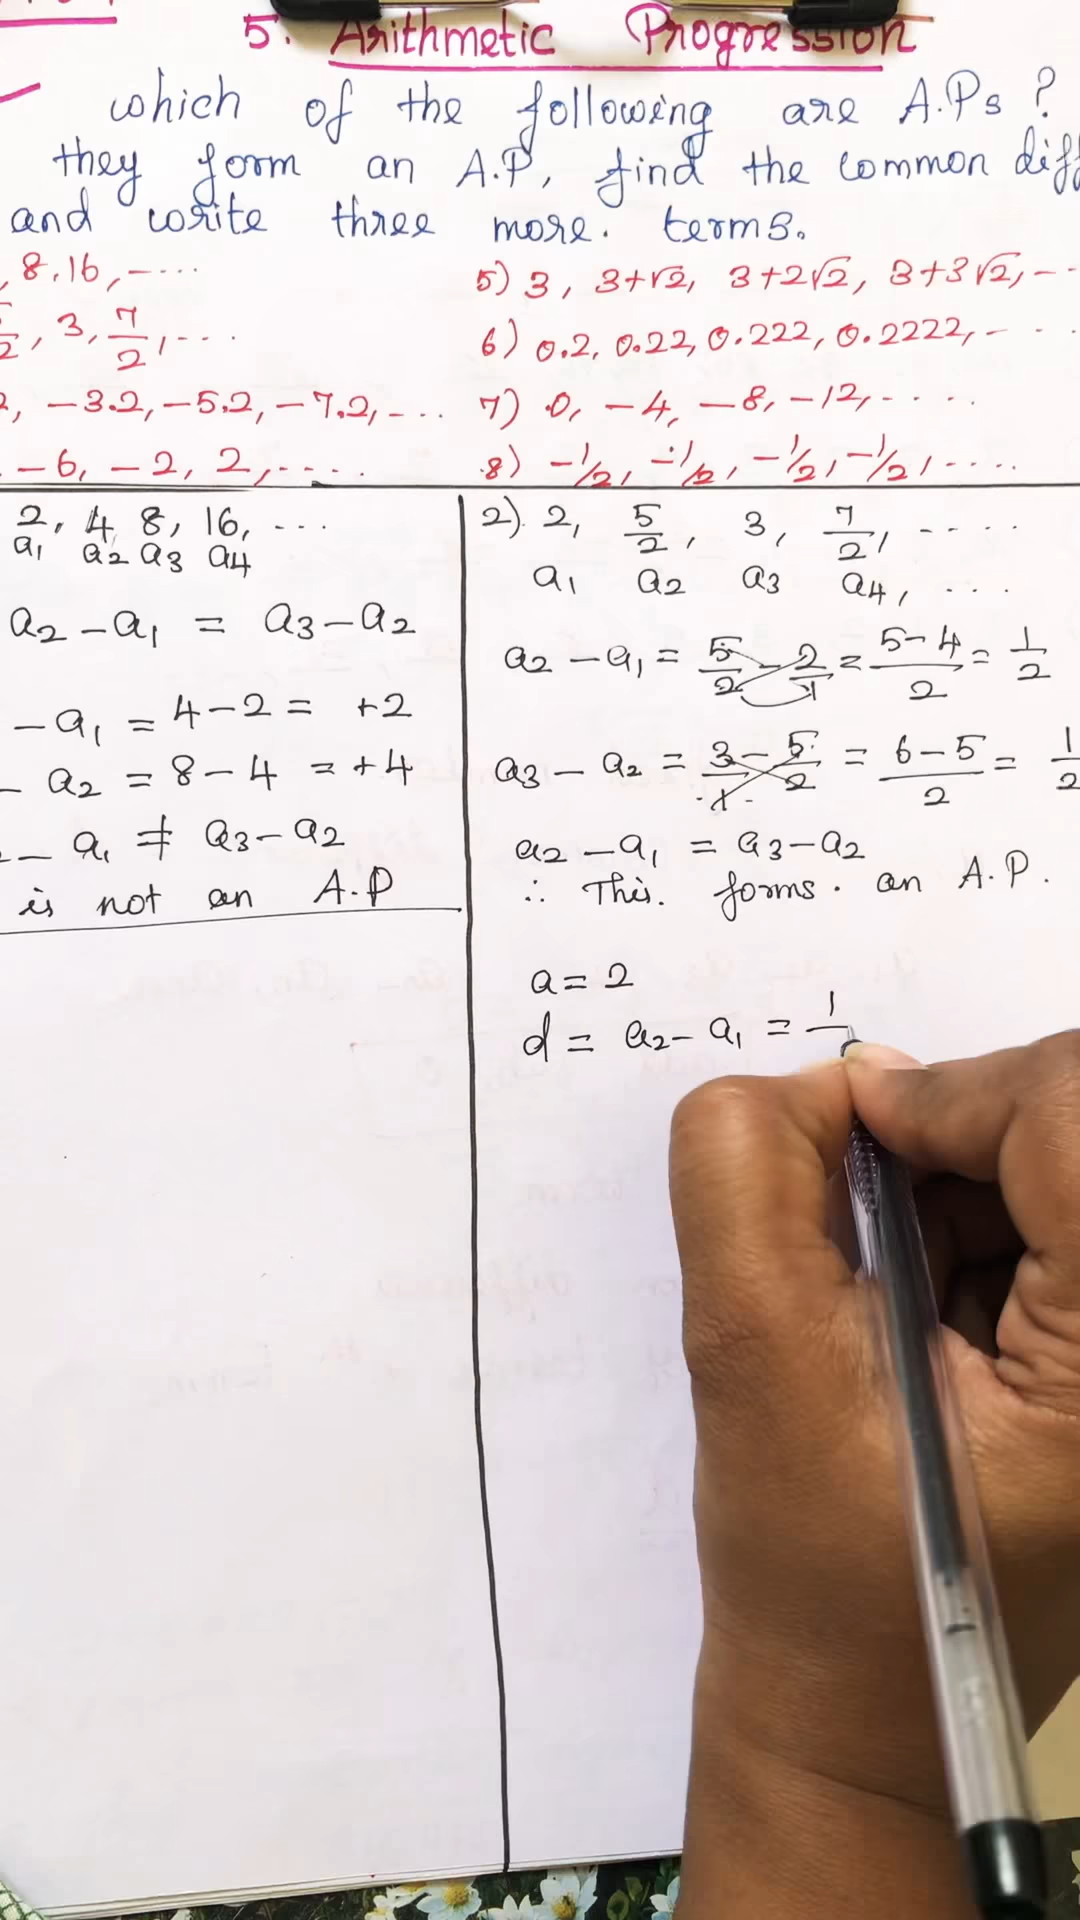 5. Arithmetic Progression
which of the following are A.Ps ?
they form an A.P, find the common diff
and write three more. terms.
, 8, 16, ....
/2, 3, 7/2, ...
2, -3.2, -5.2, -7.2, ...
-6, -2, 2, ....
5) 3, 3+√2, 3+2√2, 3+3√2, ...
6) 0.2, 0.22, 0.222, 0.2222, ....
7) 0, -4, -8, -12, ....
8) -1/2, -1/2, -1/2, -1/2, ....
2, 4 8, 16, ...
a1 a2 a3 a4
a2 - a1 = a3 - a2
- a1 = 4 - 2 = +2
- a2 = 8 - 4 = +4
- a1 ≠ a3 - a2
is not an A.P
2) 2, 5/2, 3, 7/2, ....
a1 a2 a3 a4, ...
a2 - a1 = 5/2 - 2/1 = 5-4/2 = 1/2
a3 - a2 = 3/1 - 5/2 = 6-5/2 = 1/2
a2 - a1 = a3 - a2
∴ This. forms. an A.P.
a = 2
d = a2 - a1 = 1